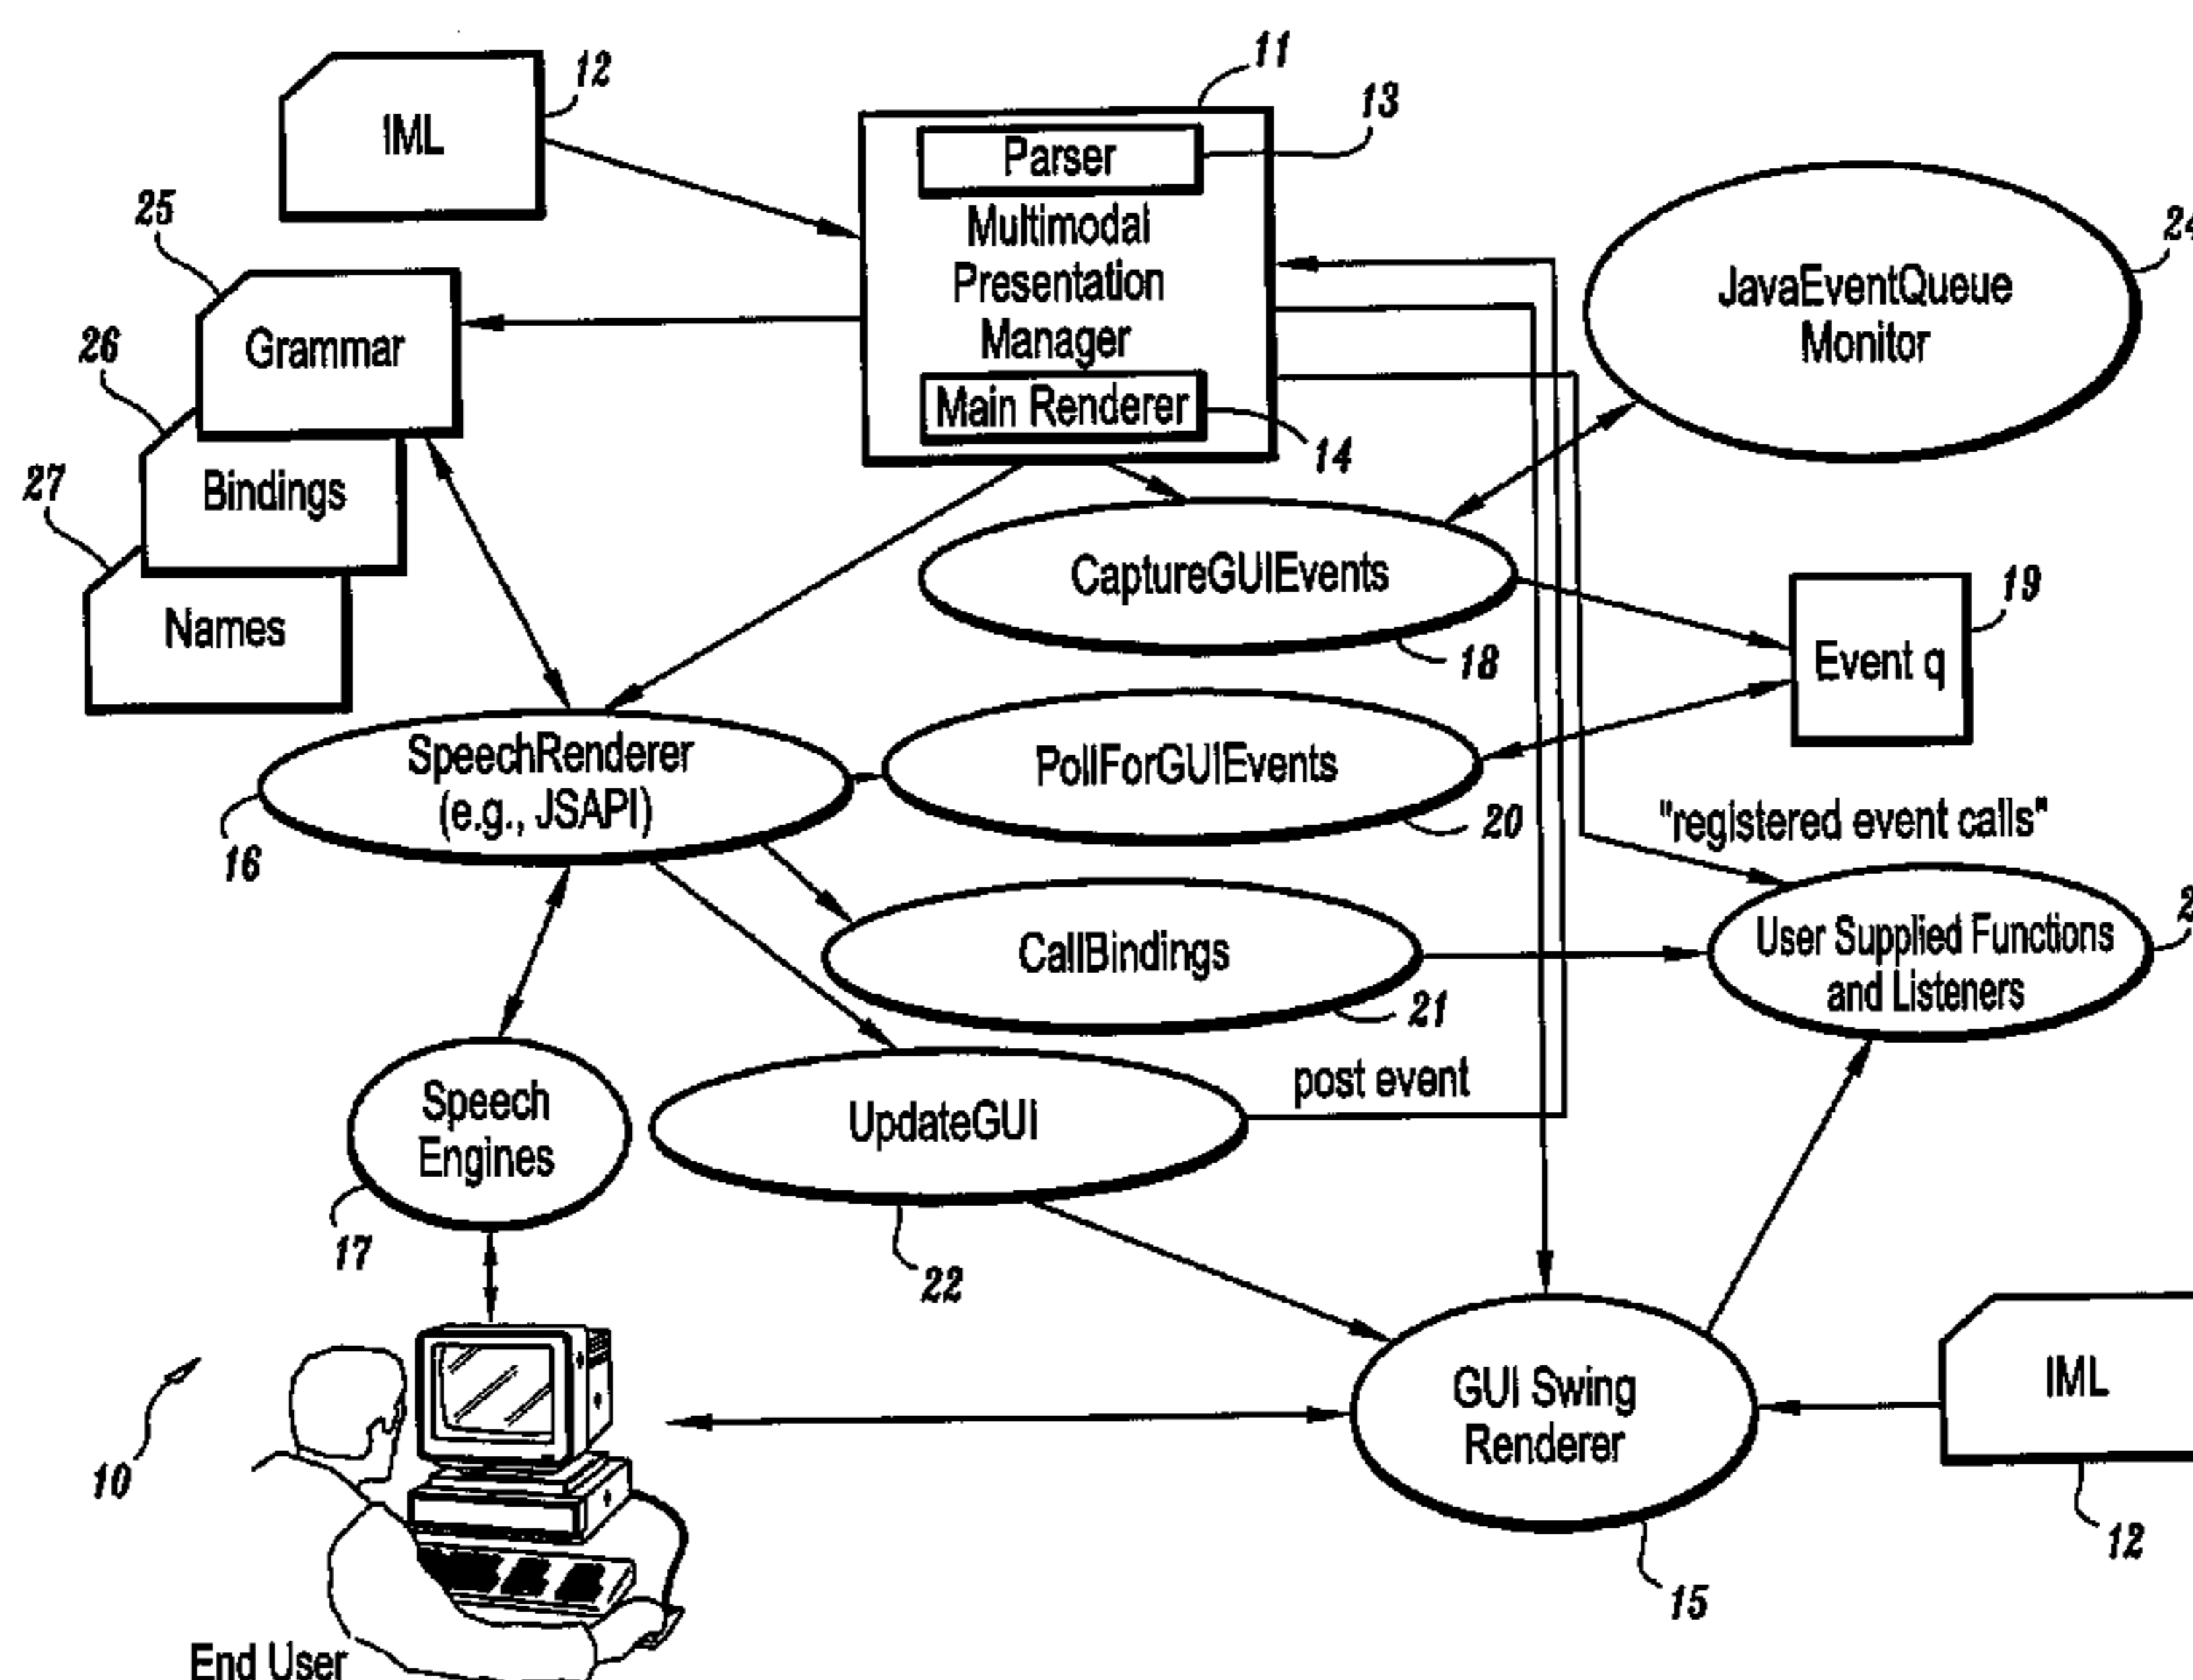 11
12
13
IML
Parser
25
Multimodal
24
Presentation
JavaEventQueue
26
Grammar
Manager
Monitor
Main Renderer
14
27
Bindings
CaptureGUIEvents
19
Names
18
Event q
SpeechRenderer
(e.g., JSAPI)
PollForGUIEvents
16
20
"registered event calls"
CallBindings
User Supplied Functions
and Listeners
21
Speech
Engines
UpdateGUI
post event
17
22
10
GUI Swing
Renderer
IML
12
15
End User